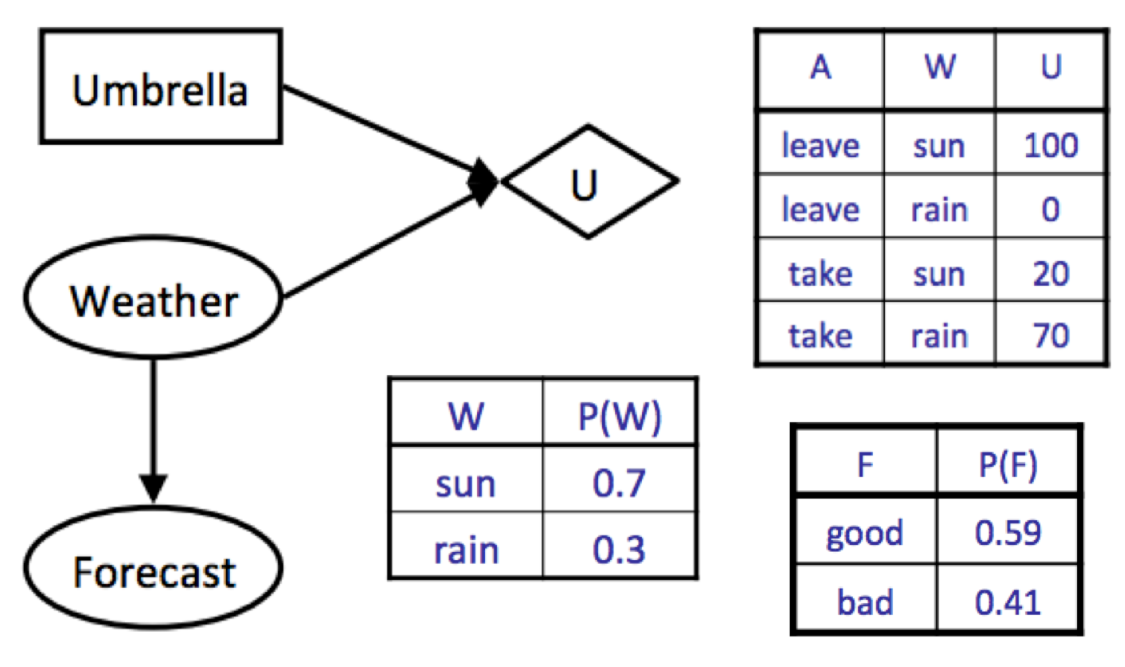 Umbrella
U
Weather
Forecast
A W U
leave sun 100
leave rain 0
take sun 20
take rain 70
W P(W)
sun 0.7
rain 0.3
F P(F)
good 0.59
bad 0.41